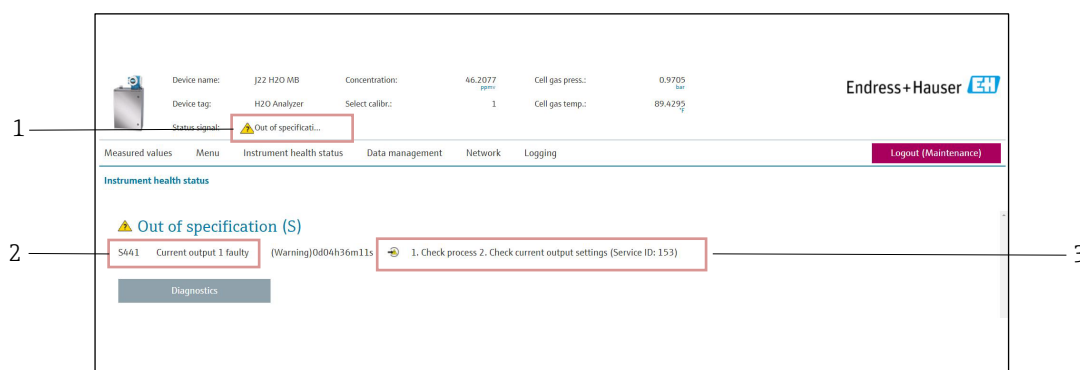 Device name: J22 H2O MB Concentration: 46.2077 ppmv Cell gas press.: 0.9705 bar
Endress+Hauser EH
Device tag: H2O Analyzer Select calibr.: 1 Cell gas temp.: 89.4295 °F
1
Status signal: Out of specificati...
Measured values Menu Instrument health status Data management Network Logging Logout (Maintenance)
Instrument health status
Out of specification (S)
2 S441 Current output 1 faulty (Warning)0d04h36m11s 1. Check process 2. Check current output settings (Service ID: 153) 3
Diagnostics